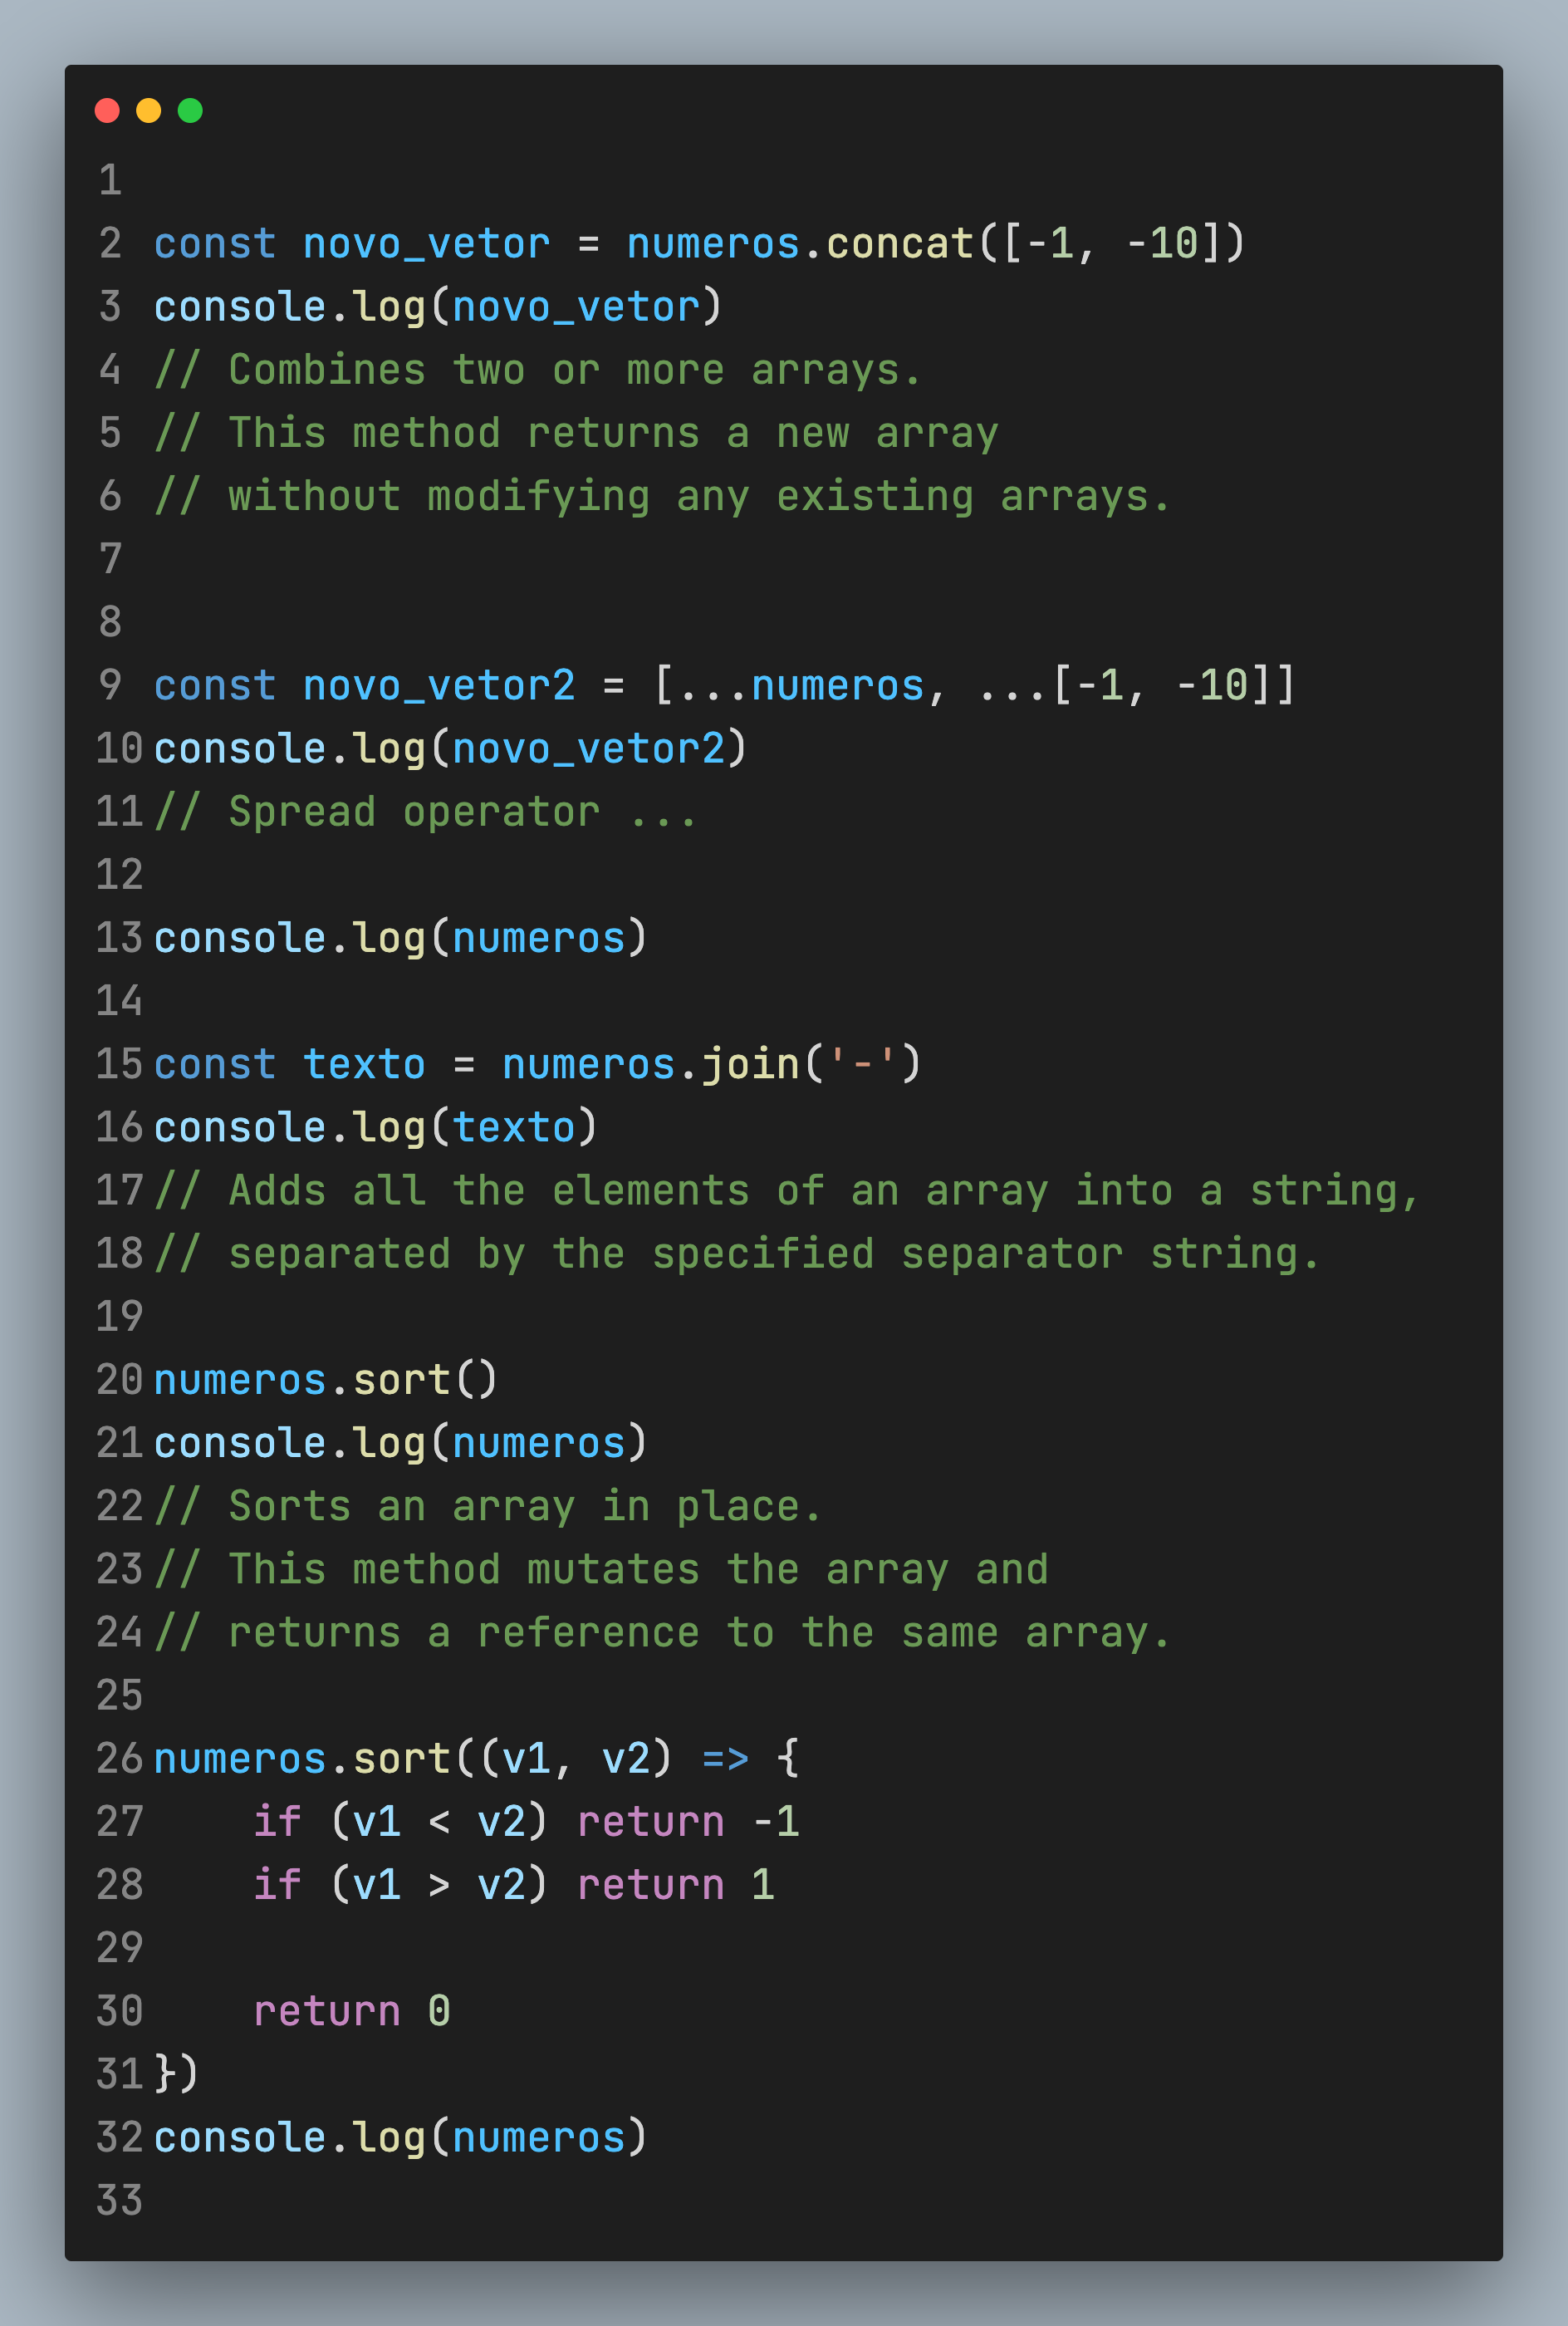 1
2 const novo_vetor = numeros.concat([-1, -10])
3 console.log(novo_vetor)
4 // Combines two or more arrays.
5 // This method returns a new array
6 // without modifying any existing arrays.
7
8
9 const novo_vetor2 = [...numeros, ...[-1, -10]]
10 console.log(novo_vetor2)
11 // Spread operator ...
12
13 console.log(numeros)
14
15 const texto = numeros.join('-')
16 console.log(texto)
17 // Adds all the elements of an array into a string,
18 // separated by the specified separator string.
19
20 numeros.sort()
21 console.log(numeros)
22 // Sorts an array in place.
23 // This method mutates the array and
24 // returns a reference to the same array.
25
26 numeros.sort((v1, v2) => {
27     if (v1 < v2) return -1
28     if (v1 > v2) return 1
29
30     return 0
31 })
32 console.log(numeros)
33